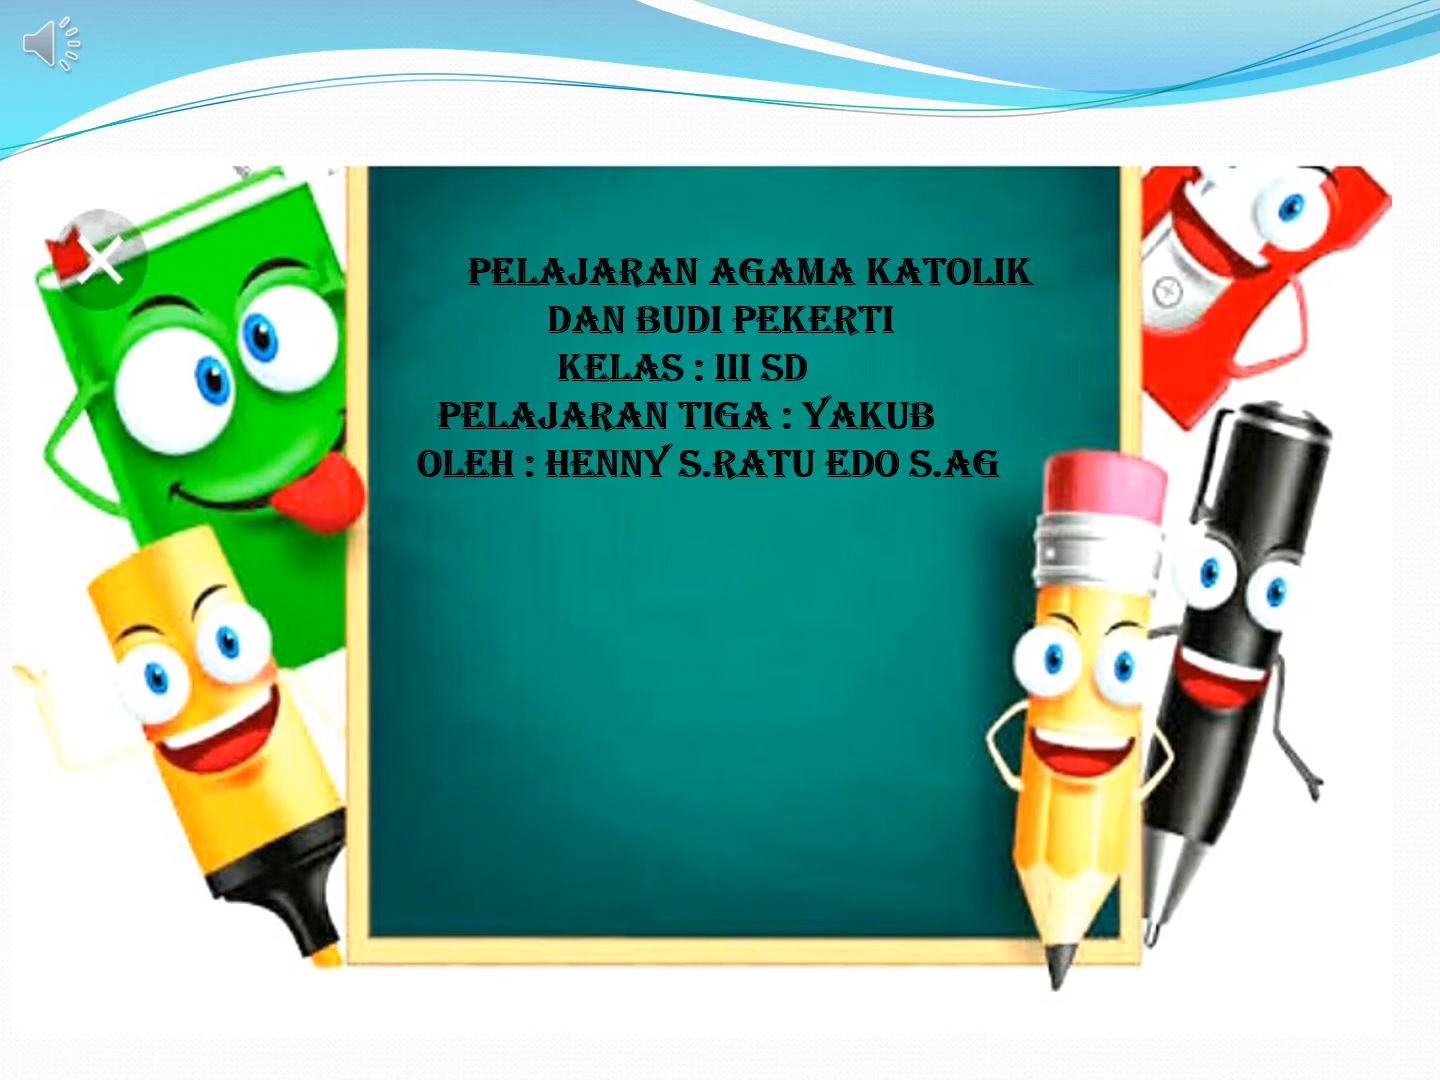 PELAJARAN AGAMA KATOLIK
DAN BUDI PEKERTI
KELAS : III SD
PELAJARAN TIGA : YAKUB
OLEH : HENNY S.RATU EDO S.AG